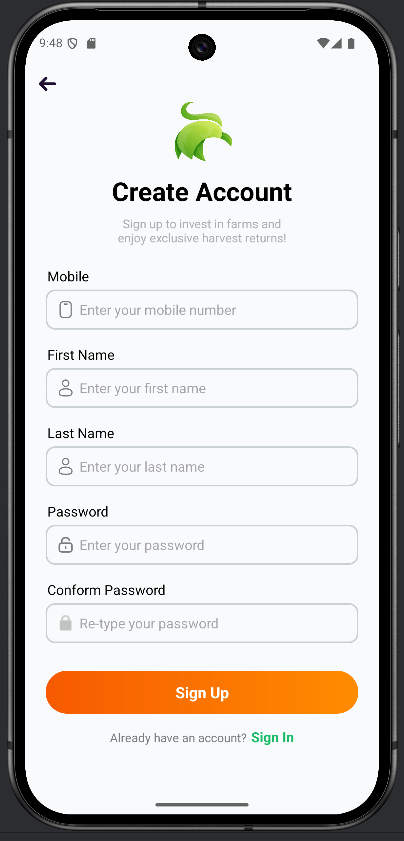 9:48
Create Account
Sign up to invest in farms and
enjoy exclusive harvest returns!
Mobile
Enter your mobile number
First Name
Enter your first name
Last Name
Enter your last name
Password
Enter your password
Conform Password
Re-type your password
Sign Up
Already have an account? Sign In